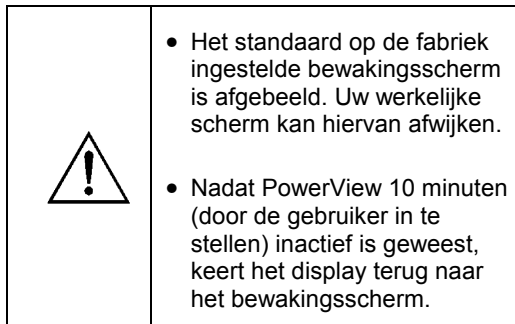 • Het standaard op de fabriek
ingestelde bewakingsscherm
is afgebeeld. Uw werkelijke
scherm kan hiervan afwijken.
• Nadat PowerView 10 minuten
(door de gebruiker in te
stellen) inactief is geweest,
keert het display terug naar
het bewakingsscherm.